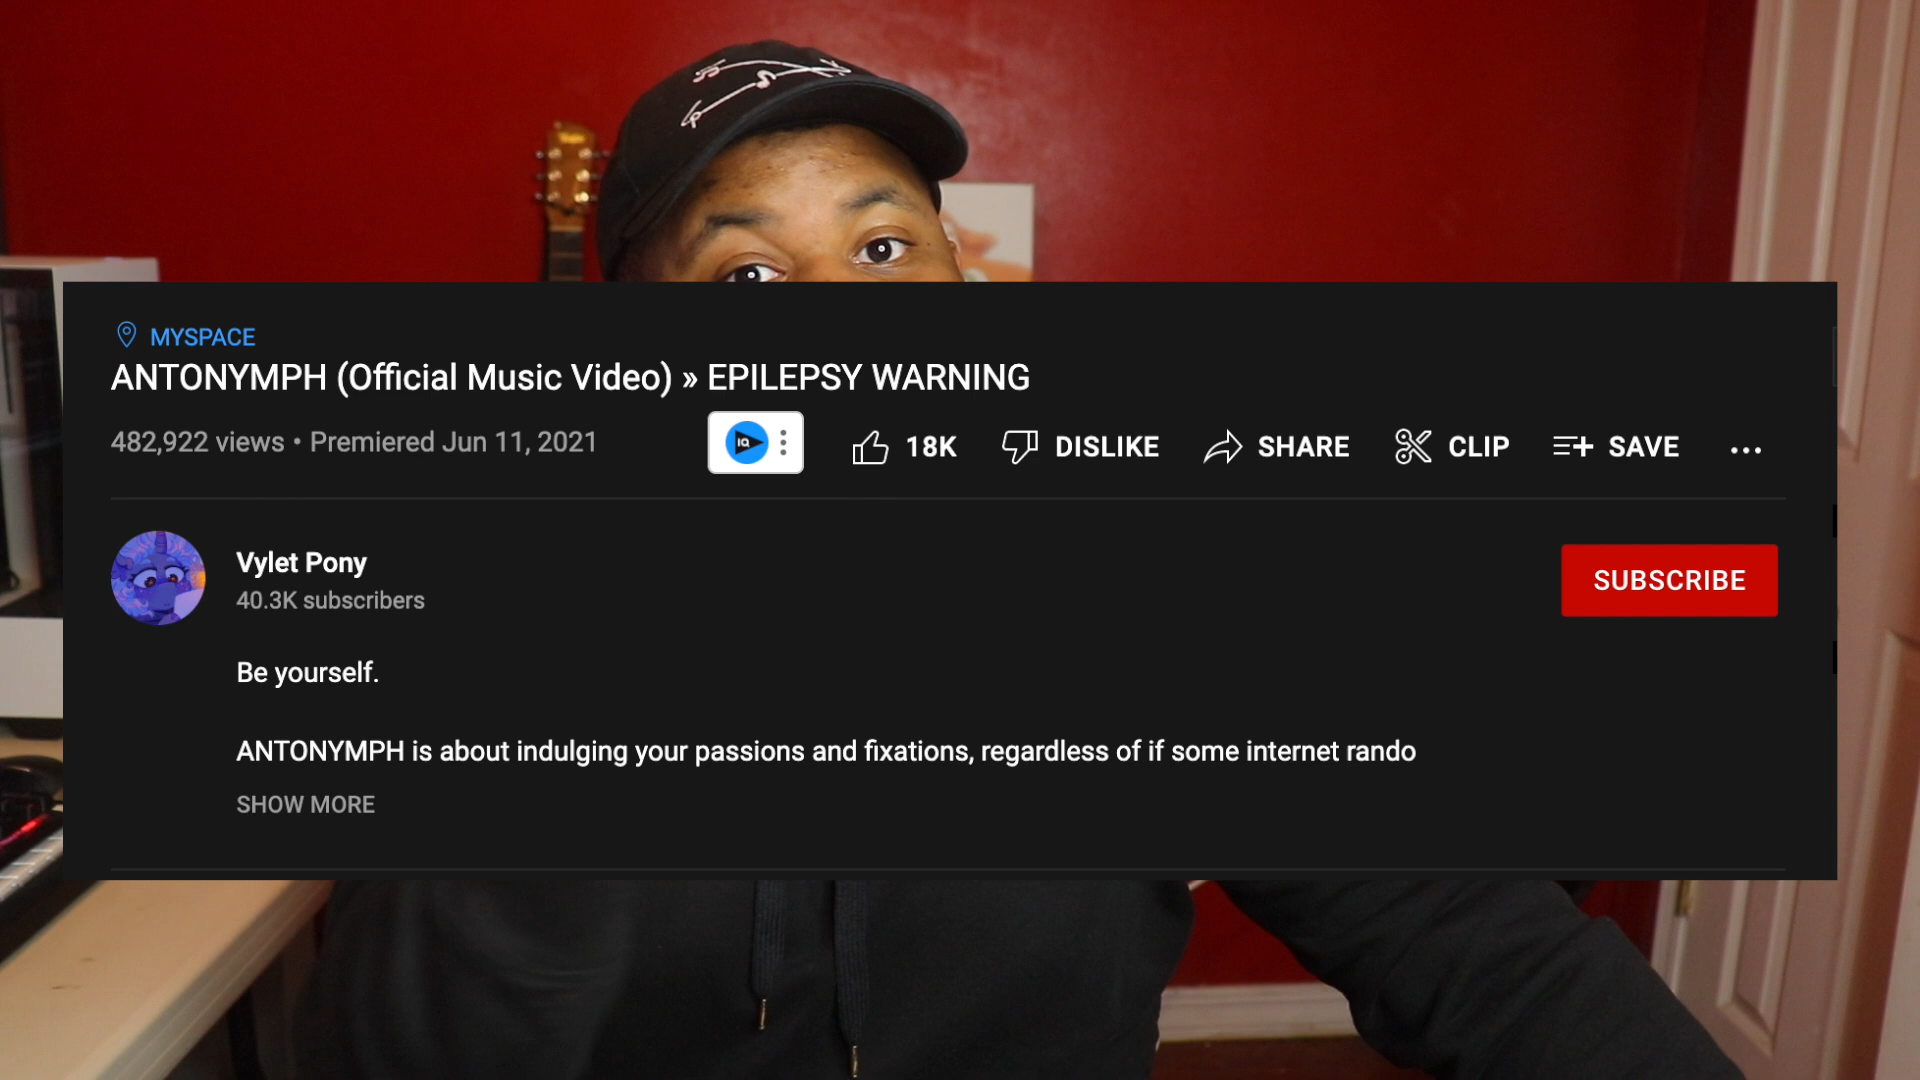 MYSPACE
ANTONYMPH (Official Music Video) » EPILEPSY WARNING
482,922 views • Premiered Jun 11, 2021
IQ
18K
DISLIKE
SHARE
CLIP
SAVE
Vylet Pony
40.3K subscribers
SUBSCRIBE
Be yourself.
ANTONYMPH is about indulging your passions and fixations, regardless of if some internet rando
SHOW MORE